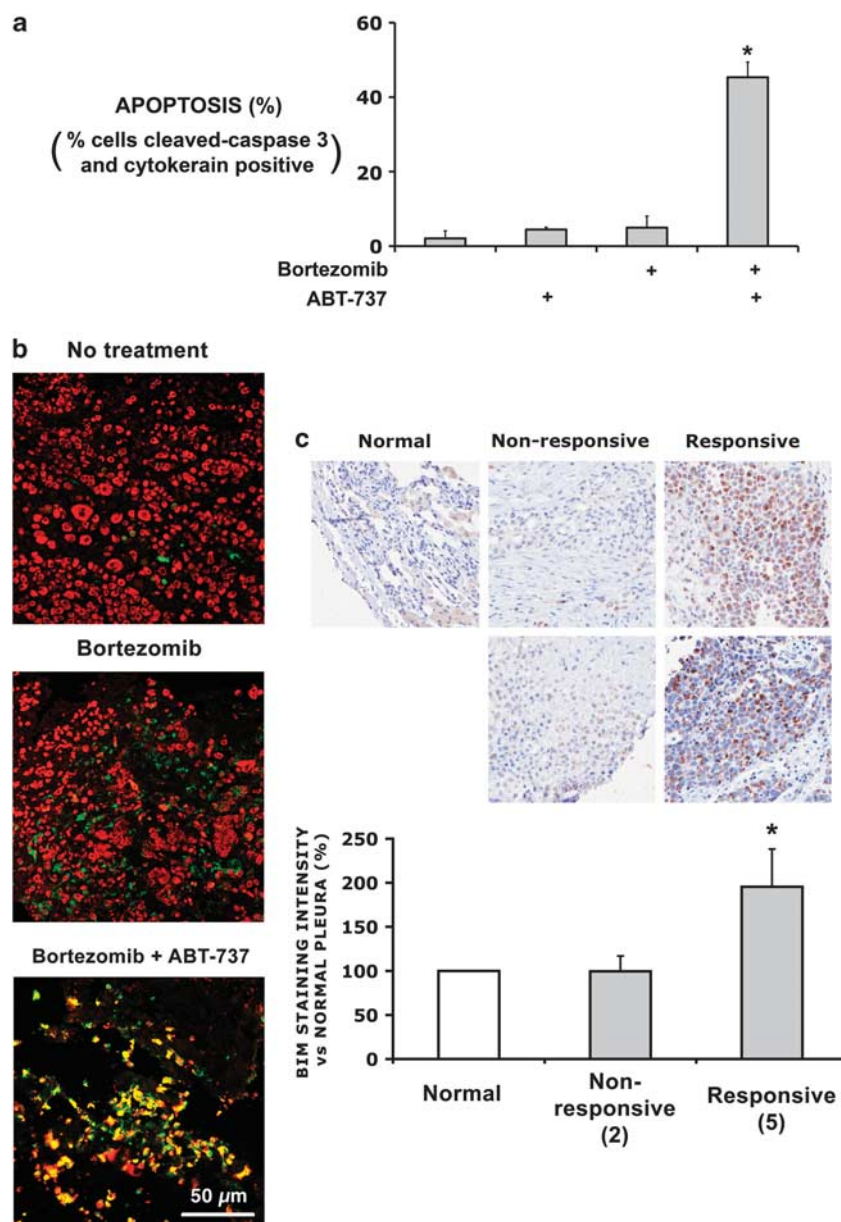 a
APOPTOSIS (%)
(% cells cleaved-caspase 3
and cytokerain positive)
60
40
20
0
*
Bortezomib + +
ABT-737 + +
b
No treatment
Bortezomib
Bortezomib + ABT-737
50 µm
c
Normal Non-responsive Responsive
BIM STAINING INTENSITY
vs NORMAL PLEURA (%)
250
200
150
100
50
0
*
Normal
Non-
responsive
(2)
Responsive
(5)